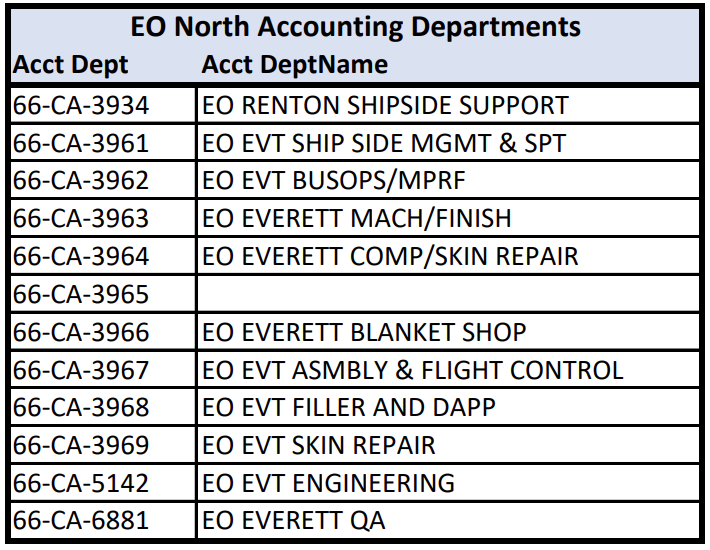 EO North Accounting Departments
Acct Dept Acct DeptName
66-CA-3934 EO RENTON SHIPSIDE SUPPORT
66-CA-3961 EO EVT SHIP SIDE MGMT & SPT
66-CA-3962 EO EVT BUSOPS/MPRF
66-CA-3963 EO EVERETT MACH/FINISH
66-CA-3964 EO EVERETT COMP/SKIN REPAIR
66-CA-3965
66-CA-3966 EO EVERETT BLANKET SHOP
66-CA-3967 EO EVT ASMBLY & FLIGHT CONTROL
66-CA-3968 EO EVT FILLER AND DAPP
66-CA-3969 EO EVT SKIN REPAIR
66-CA-5142 EO EVT ENGINEERING
66-CA-6881 EO EVERETT QA